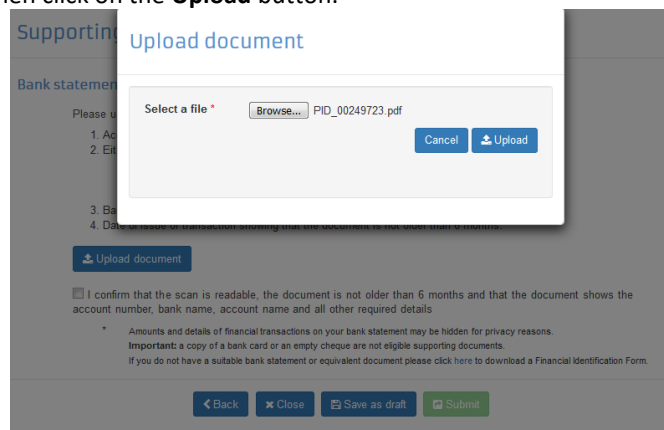 then click on the Upload button.
Supporting
Upload document
Bank statemen
Select a file *
Browse... PID_00249723.pdf
Please u
1. Ac
2. Eit
Cancel
Upload
3. Ba
4. Date of issue of transaction showing that the document is not older than 6 months.
Upload document
I confirm that the scan is readable, the document is not older than 6 months and that the document shows the
account number, bank name, account name and all other required details
* Amounts and details of financial transactions on your bank statement may be hidden for privacy reasons.
Important: a copy of a bank card or an empty cheque are not eligible supporting documents.
If you do not have a suitable bank statement or equivalent document please click here to download a Financial Identification Form.
Back
Close
Save as draft
Submit